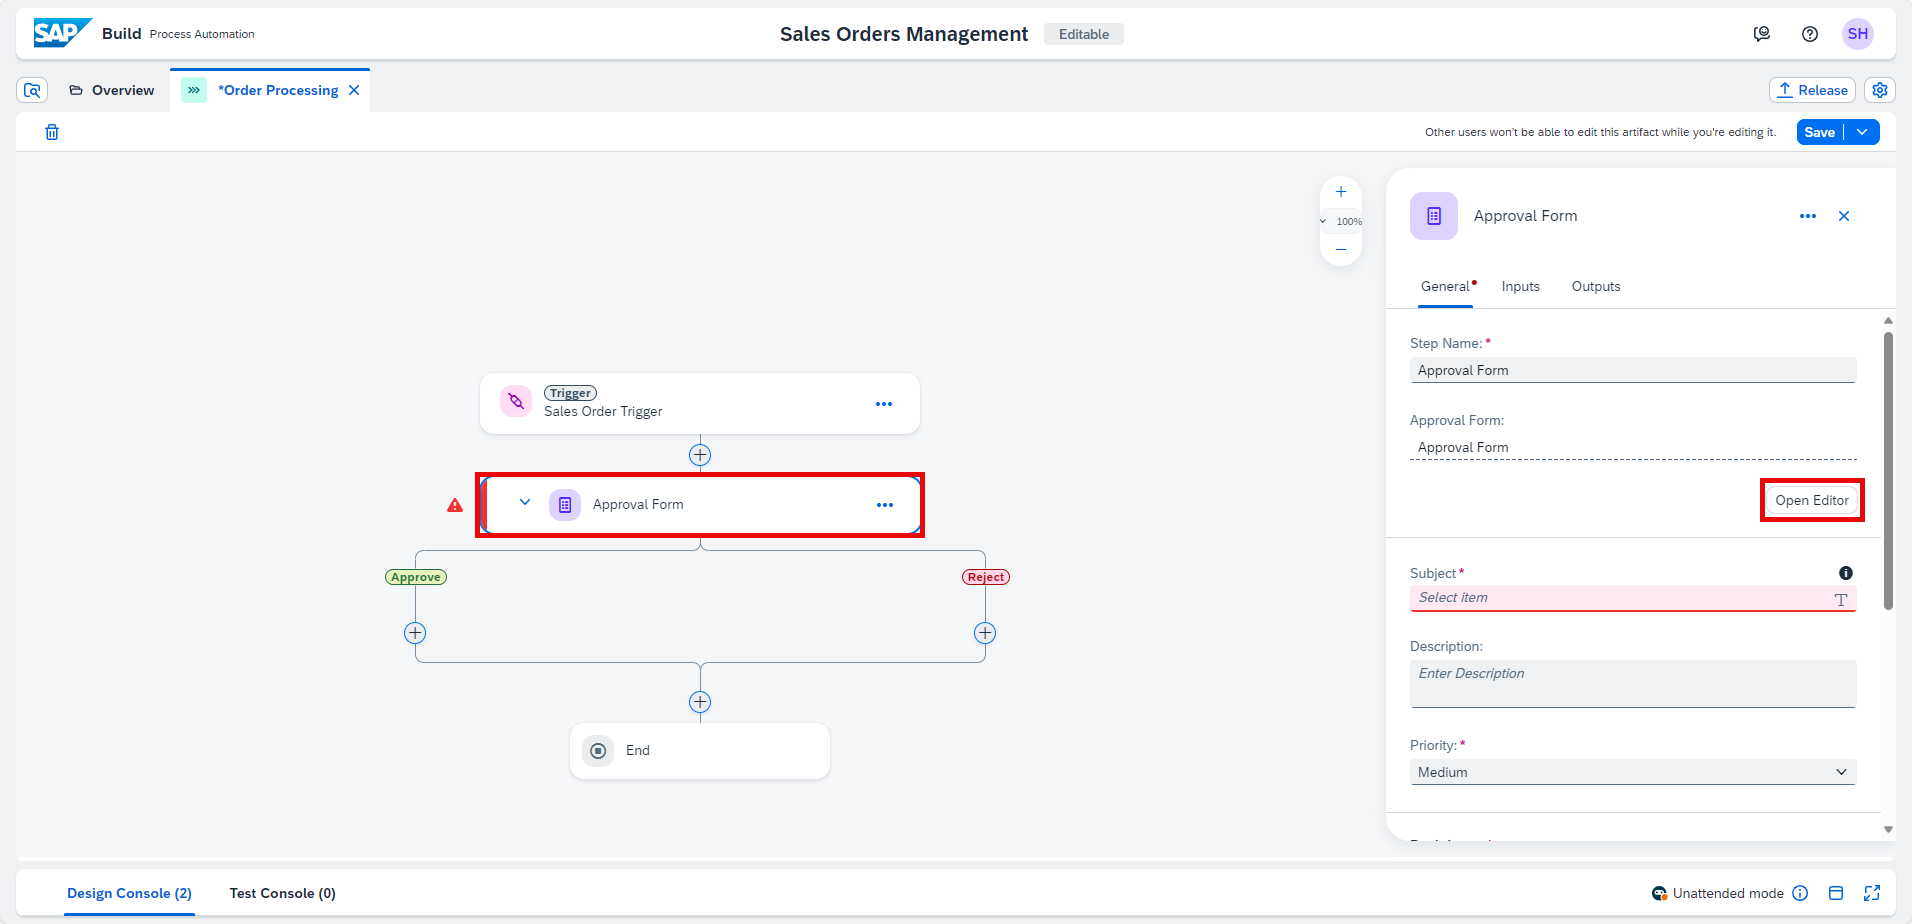 SAP Build Process Automation
Sales Orders Management Editable
SH
Overview
*Order Processing
Release
Other users won't be able to edit this artifact while you're editing it.
Save
100%
Trigger
Sales Order Trigger
Approval Form
Approve
Reject
End
Approval Form
General Inputs Outputs
Step Name: *
Approval Form
Approval Form:
Approval Form
Open Editor
Subject *
Select item
Description:
Enter Description
Priority: *
Medium
Design Console (2) Test Console (0)
Unattended mode